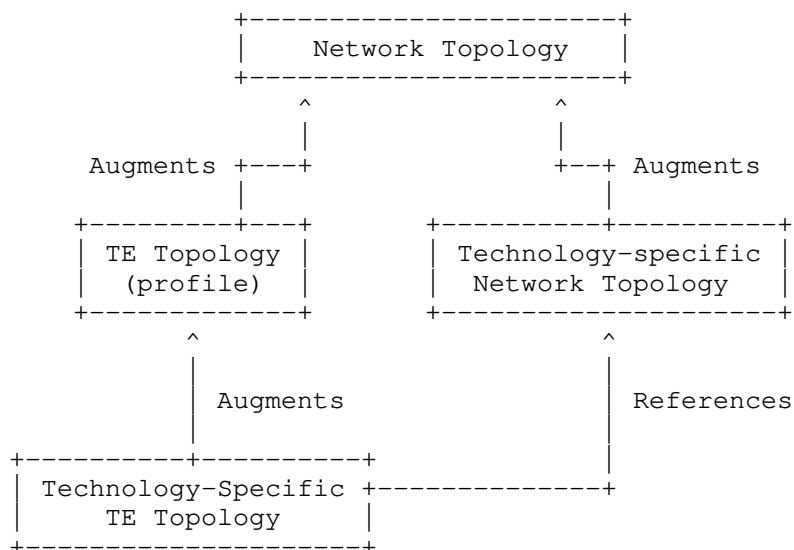 Network Topology
Augments Augments
TE Topology Technology-specific
(profile) Network Topology
Augments References
Technology-Specific
TE Topology